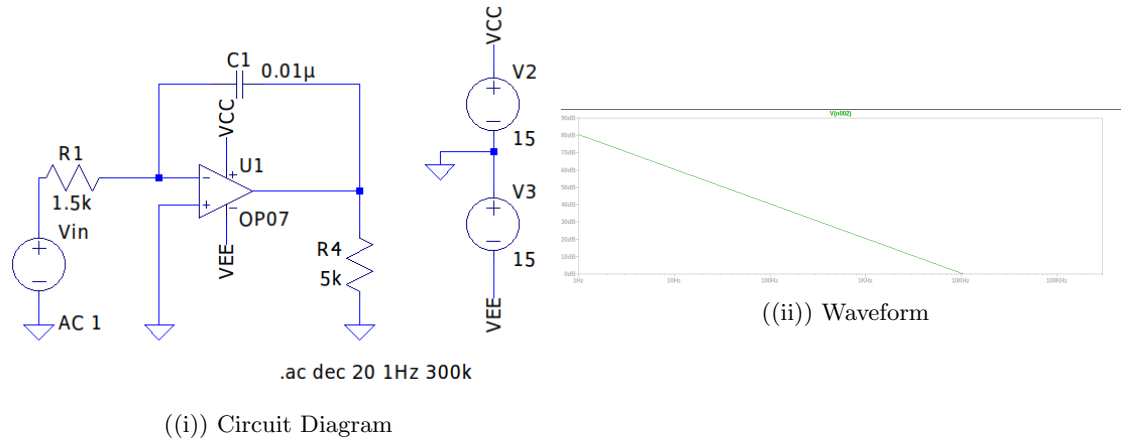 C1
0.01µ
VCC
R1
1.5k
U1
OP07
Vin
VEE
R4
5k
AC 1
.ac dec 20 1Hz 300k
VCC
V2
15
V3
15
VEE
V(n002)
90dB
80dB
70dB
60dB
50dB
40dB
30dB
20dB
10dB
0dB
1Hz
10Hz
100Hz
1KHz
10KHz
100KHz
((i)) Circuit Diagram
((ii)) Waveform